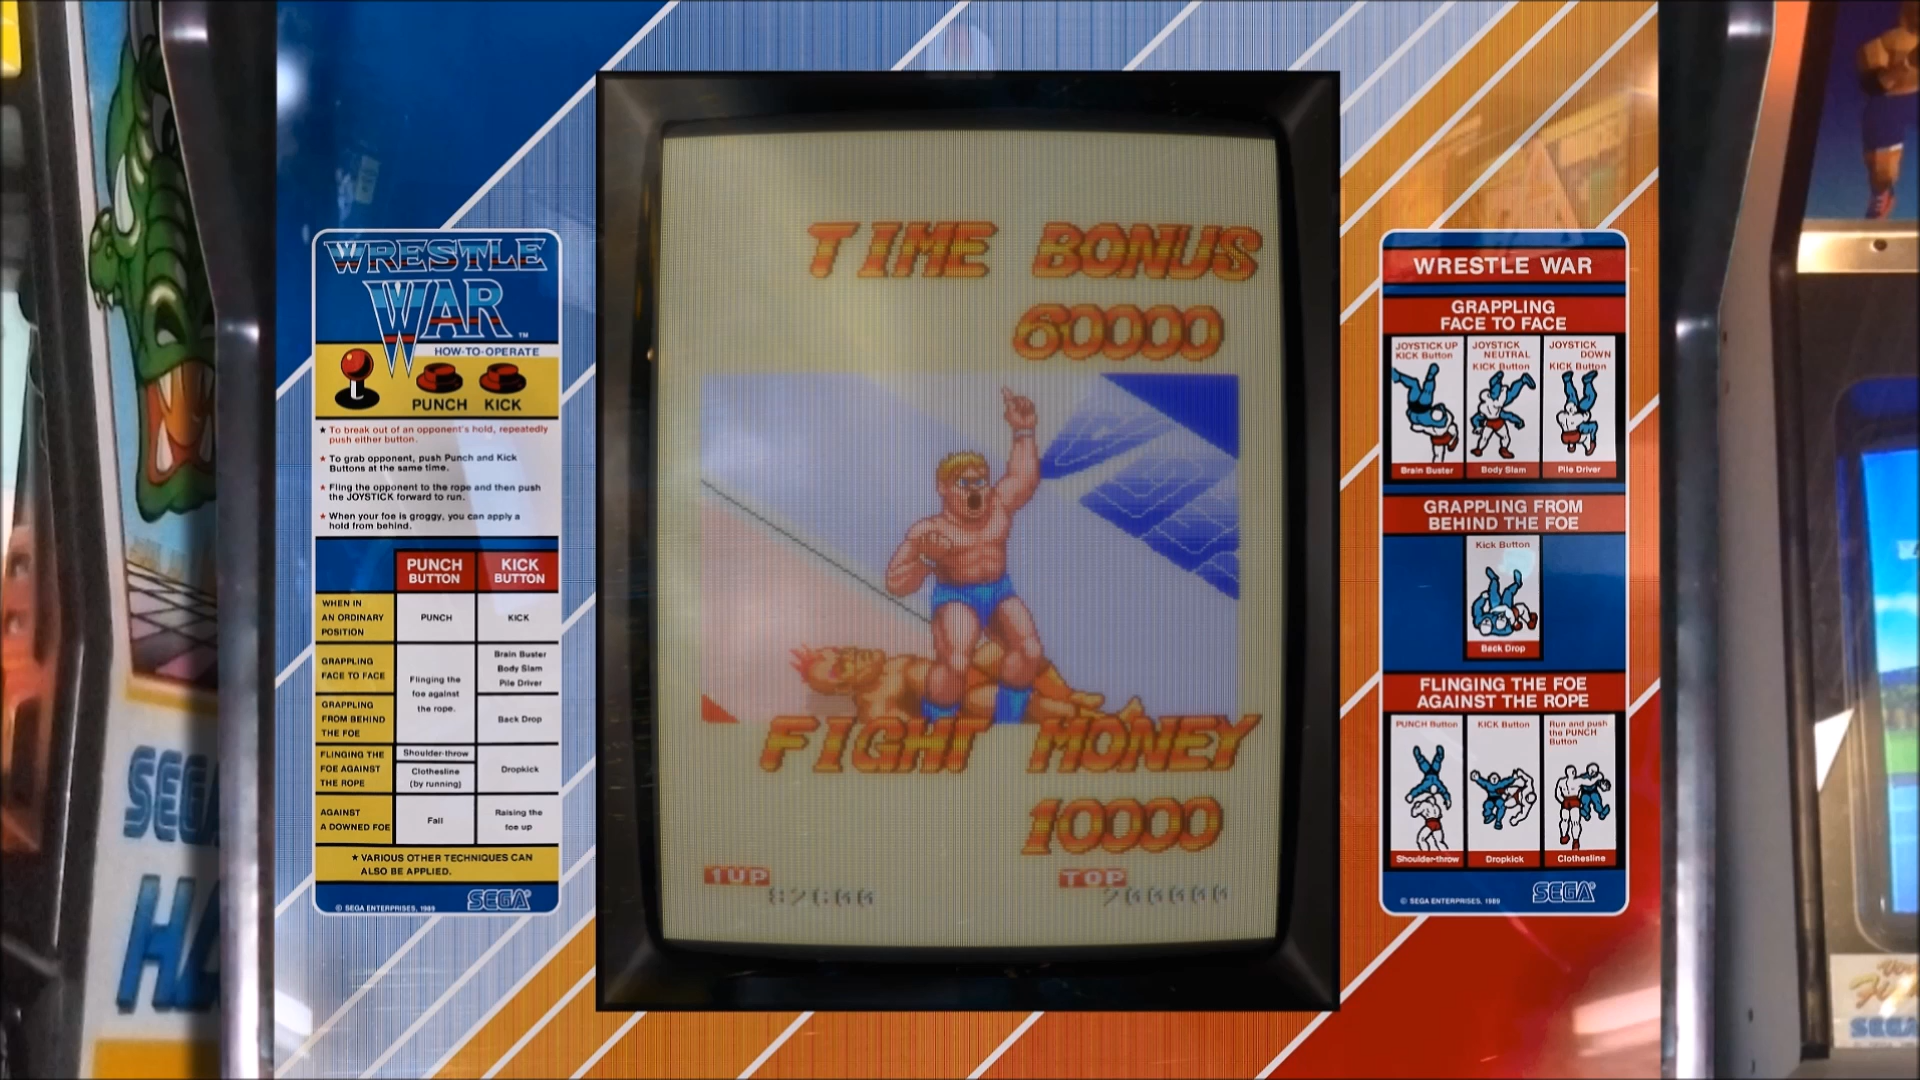 WRESTLE
WAR™
HOW-TO-OPERATE
PUNCH KICK
★ To break out of an opponent's hold, repeatedly
push either button.
★ To grab opponent, push Punch and Kick
Buttons at the same time.
★ Fling the opponent to the rope and then push
the JOYSTICK forward to run.
★ When your foe is groggy, you can apply a
hold from behind.
PUNCH
BUTTON
KICK
BUTTON
WHEN IN
AN ORDINARY
POSITION
PUNCH
KICK
GRAPPLING
FACE TO FACE
Flinging the
foe against
the rope.
Brain Buster
Body Slam
Pile Driver
GRAPPLING
FROM BEHIND
THE FOE
Back Drop
FLINGING THE
FOE AGAINST
THE ROPE
Shoulder-throw
Clothesline
(by running)
Dropkick
AGAINST
A DOWNED FOE
Fall
Raising the
foe up
★ VARIOUS OTHER TECHNIQUES CAN
ALSO BE APPLIED.
© SEGA ENTERPRISES, 1989
SEGA®
TIME BONUS
60000
FIGHT MONEY
10000
1UP
TOP
WRESTLE WAR
GRAPPLING
FACE TO FACE
JOYSTICK UP
KICK Button
Brain Buster
JOYSTICK
NEUTRAL
KICK Button
Body Slam
JOYSTICK
DOWN
KICK Button
Pile Driver
GRAPPLING FROM
BEHIND THE FOE
Kick Button
Back Drop
FLINGING THE FOE
AGAINST THE ROPE
PUNCH Button
Shoulder-throw
KICK Button
Dropkick
Run and push
the PUNCH
Button
Clothesline
© SEGA ENTERPRISES, 1989
SEGA®
SEGA